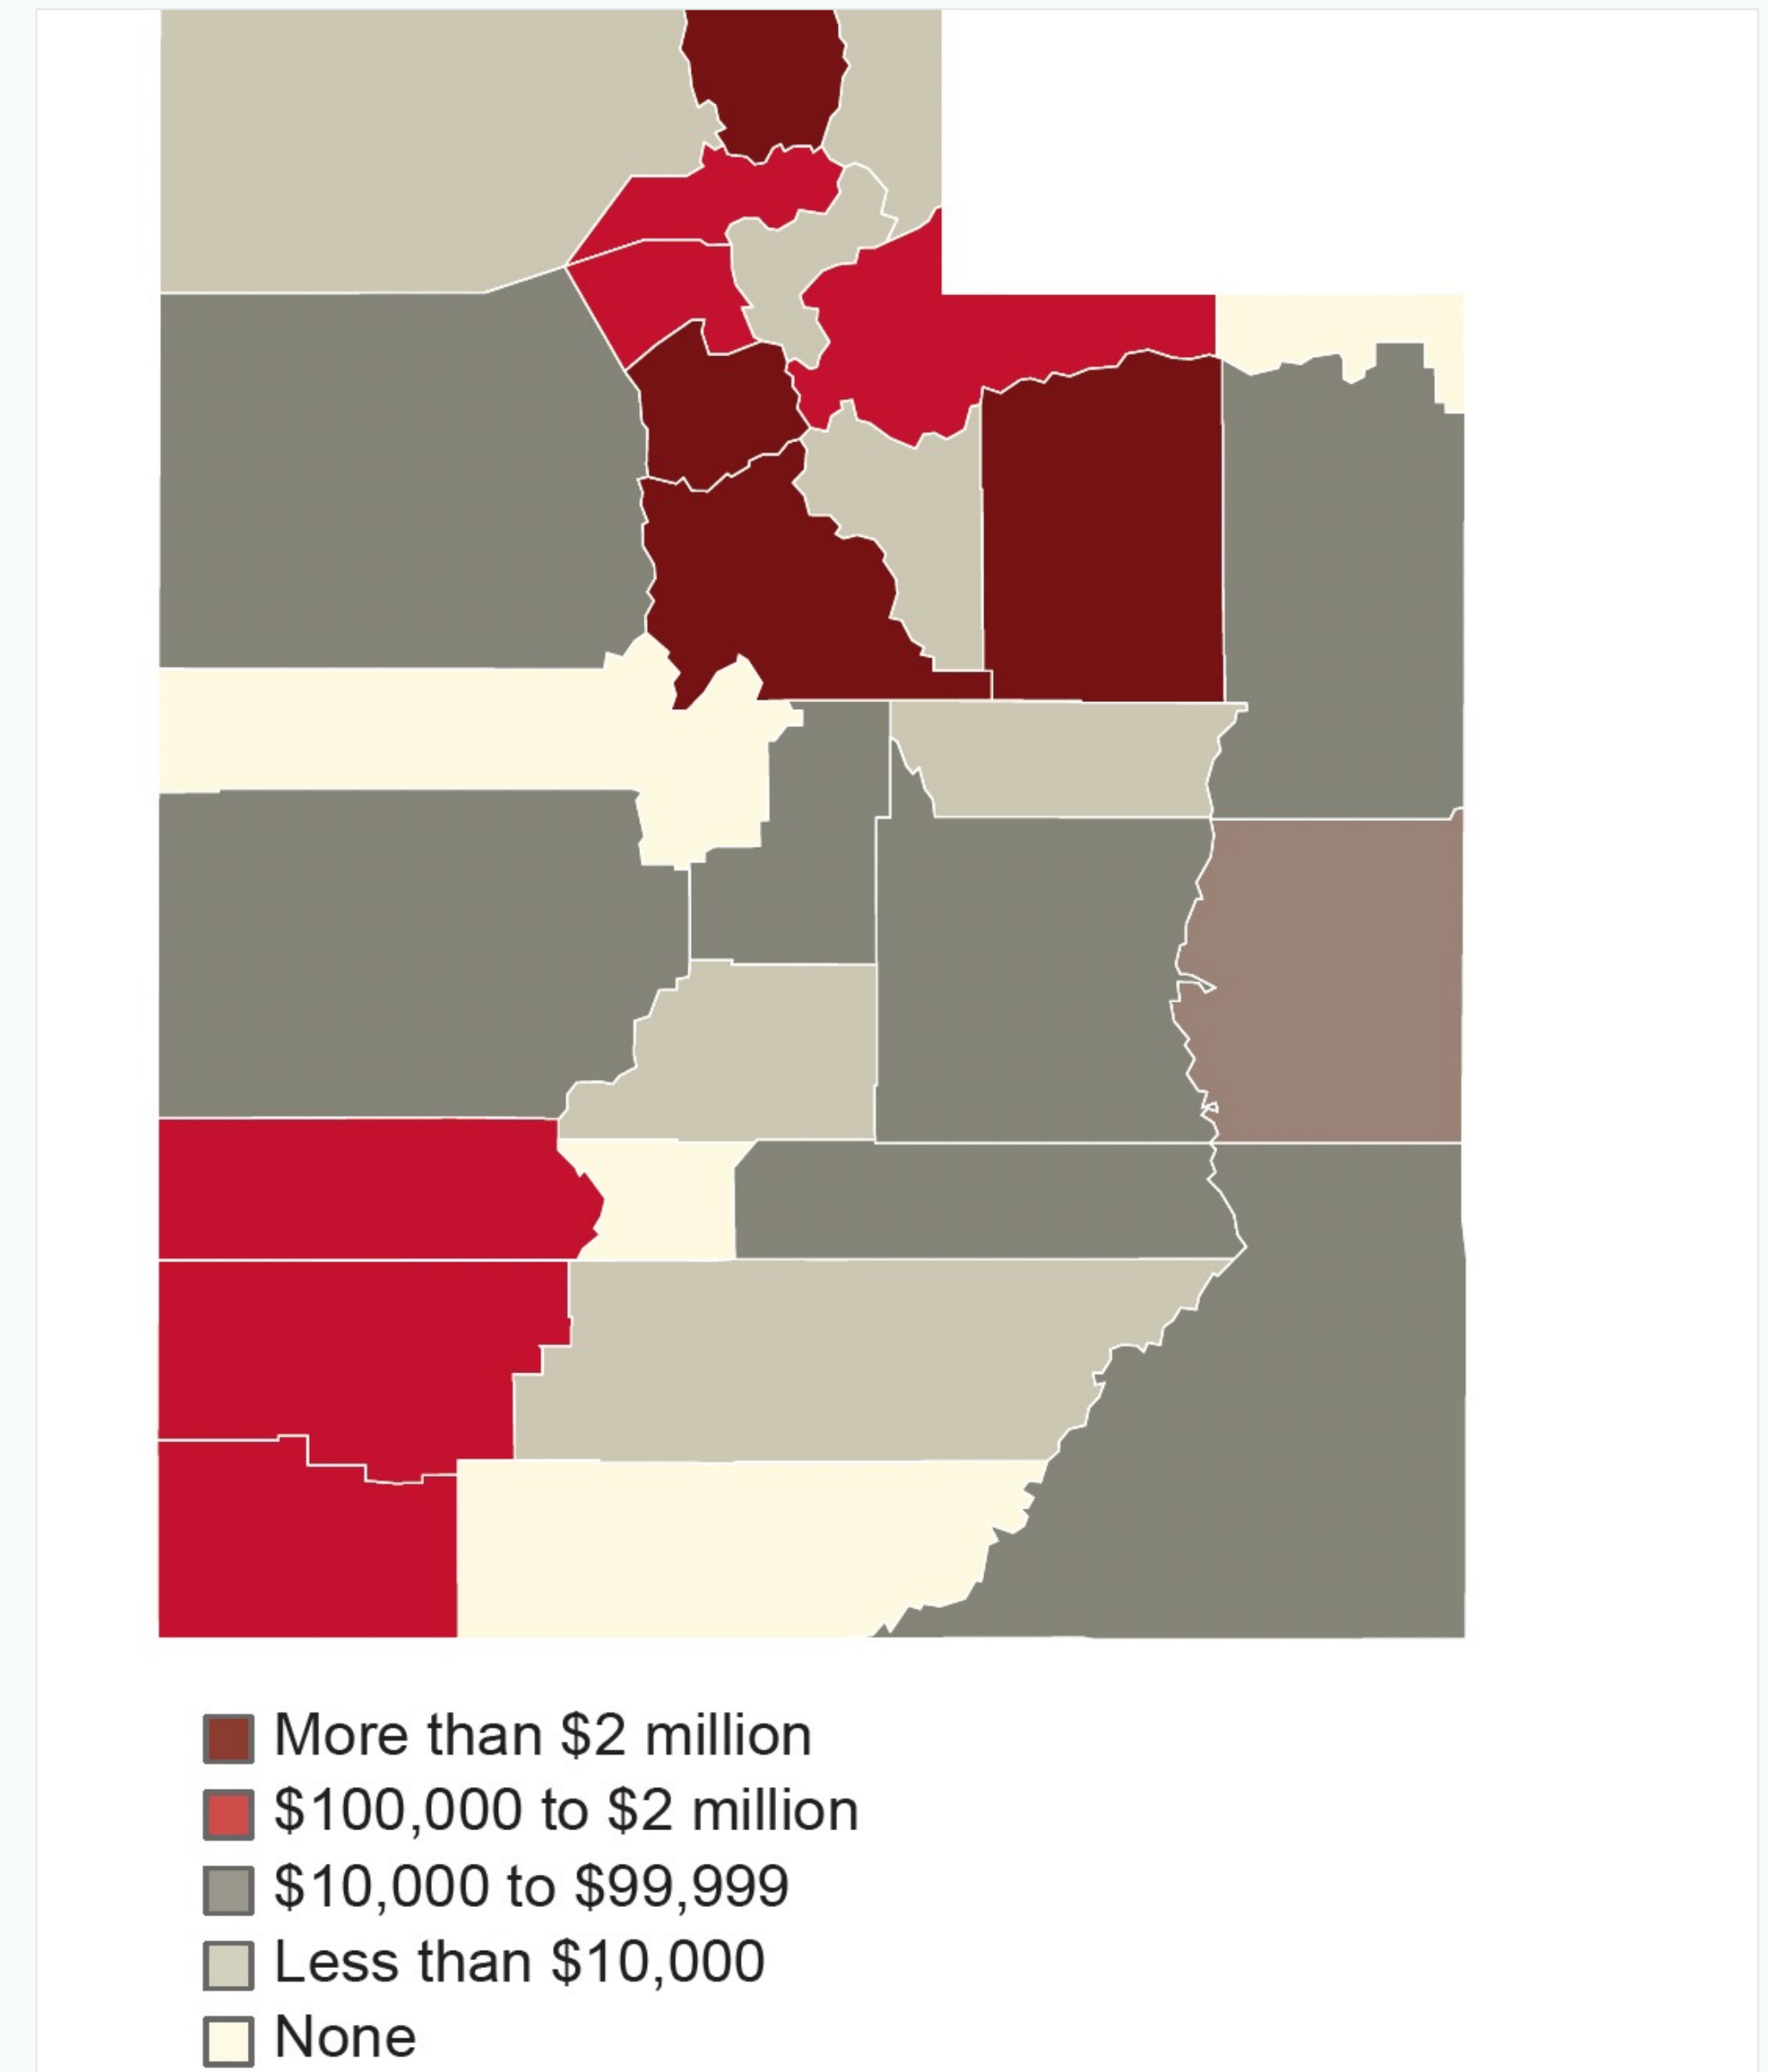 More than $2 million
$100,000 to $2 million
$10,000 to $99,999
Less than $10,000
None